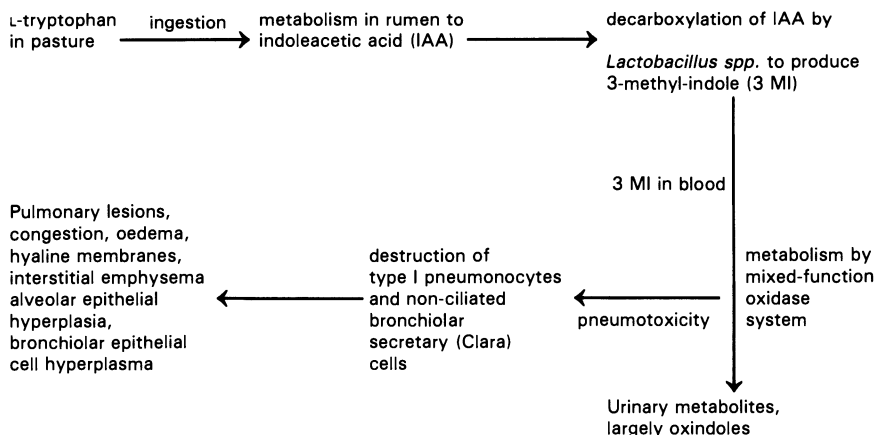 L-tryptophan
in pasture
ingestion
metabolism in rumen to
indoleacetic acid (IAA)
decarboxylation of IAA by
Lactobacillus spp. to produce
3-methyl-indole (3 MI)
3 MI in blood
metabolism by
mixed-function
oxidase
system
pneumotoxicity
destruction of
type I pneumonocytes
and non-ciliated
bronchiolar
secretary (Clara)
cells
Pulmonary lesions,
congestion, oedema,
hyaline membranes,
interstitial emphysema
alveolar epithelial
hyperplasia,
bronchiolar epithelial
cell hyperplasma
Urinary metabolites,
largely oxindoles